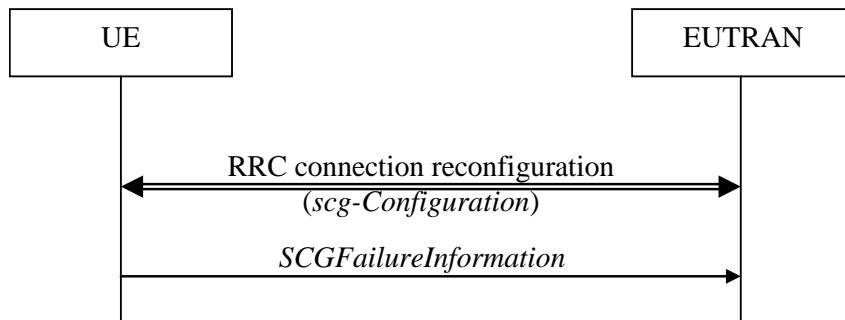 UE
EUTRAN
RRC connection reconfiguration
(scg-Configuration)
SCGFailureInformation